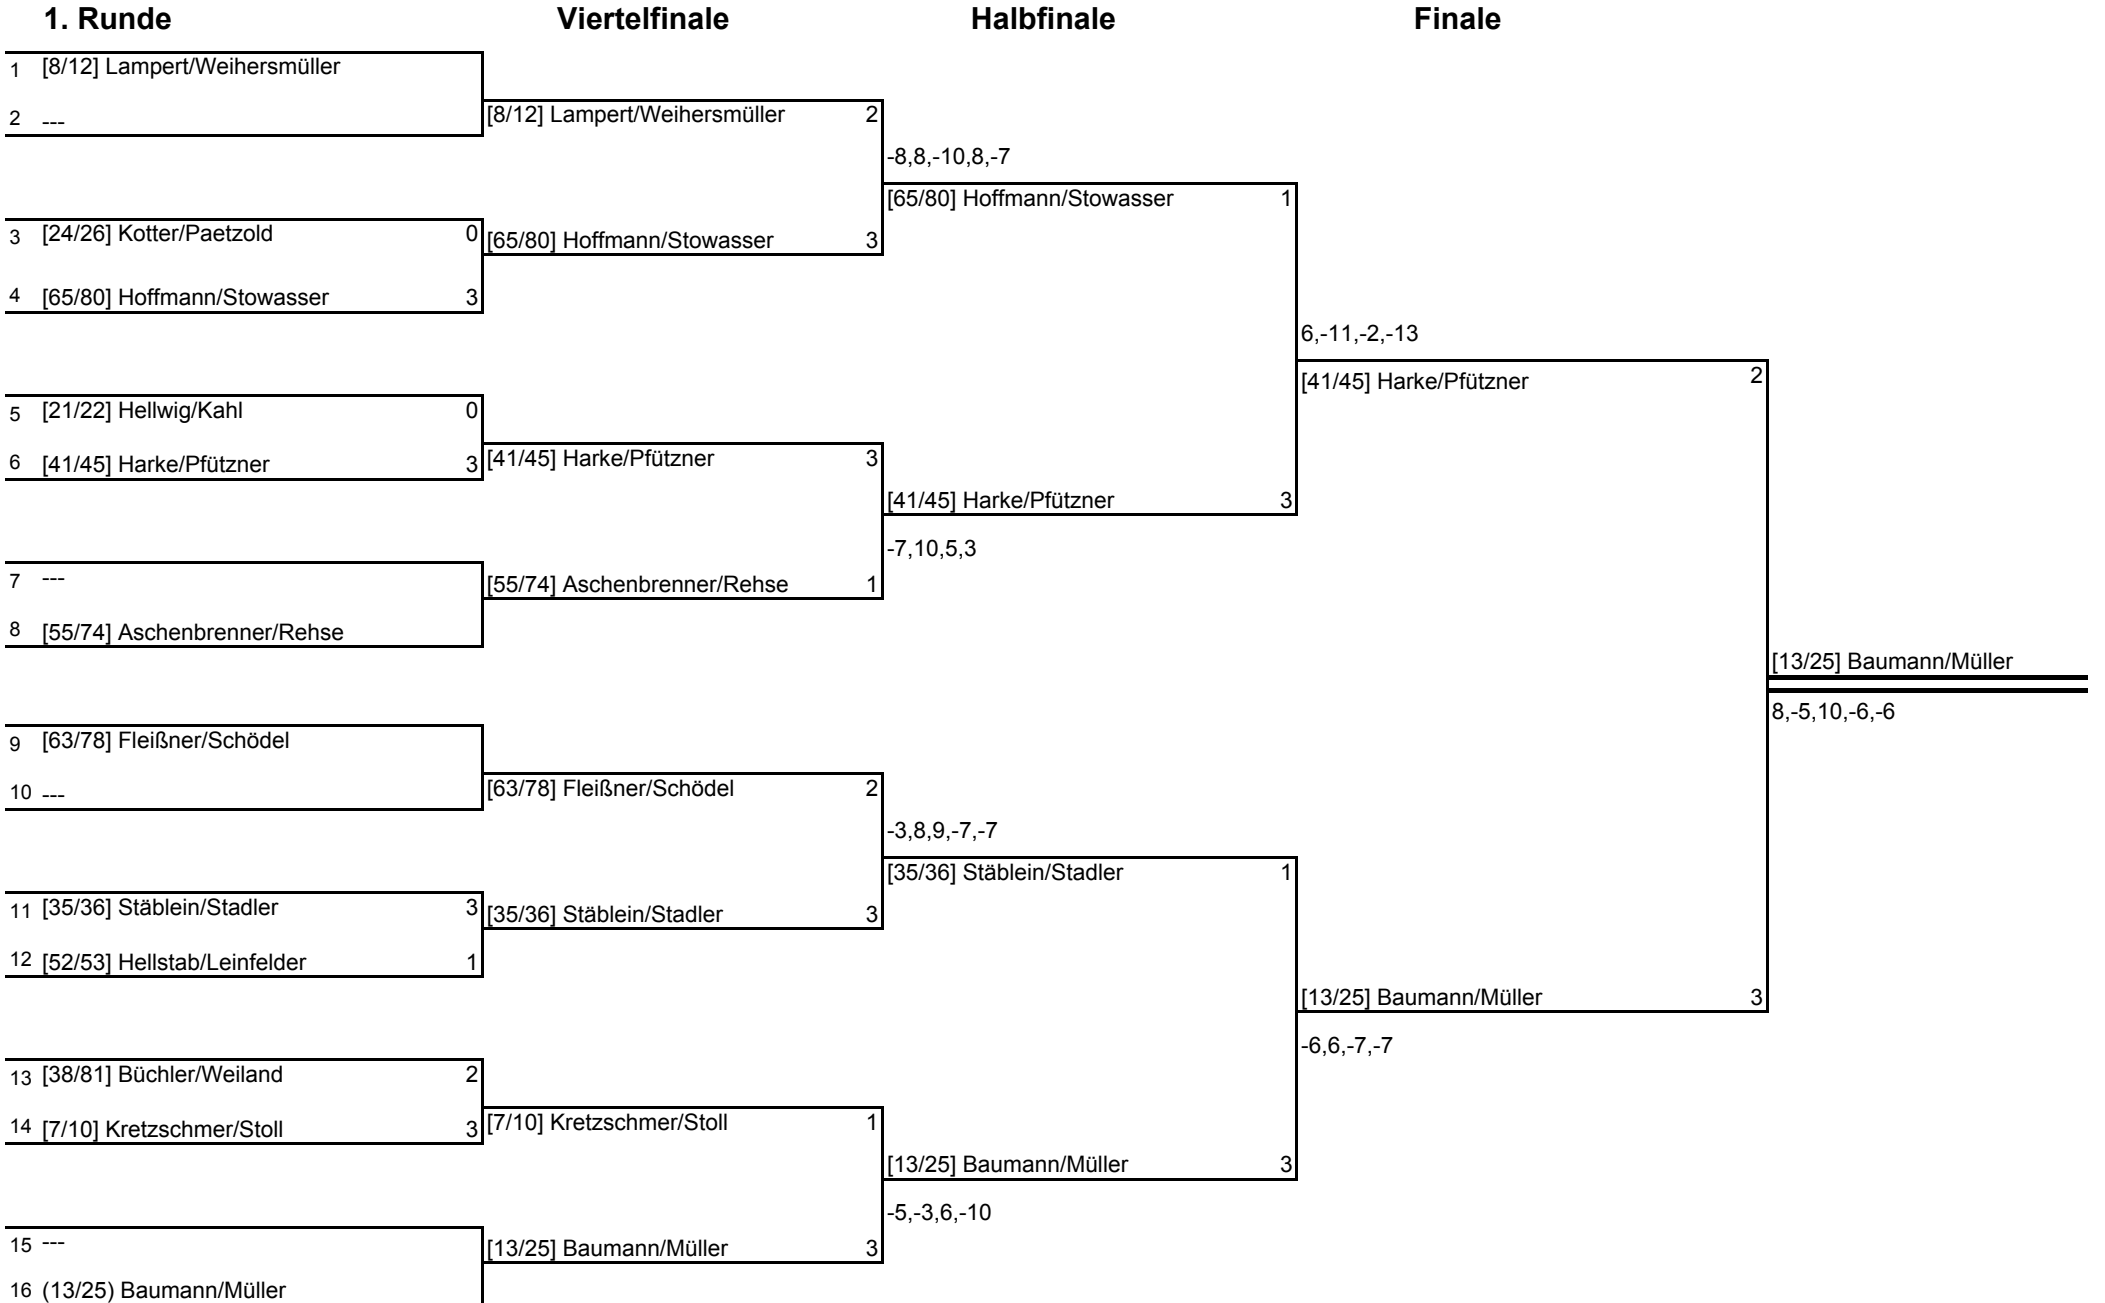 1. Runde Viertelfinale Halbfinale Finale
1 [8/12] Lampert/Weihersmüller
2 ---
[8/12] Lampert/Weihersmüller 2
-8,8,-10,8,-7
[65/80] Hoffmann/Stowasser 1
3 [24/26] Kotter/Paetzold 0
[65/80] Hoffmann/Stowasser 3
4 [65/80] Hoffmann/Stowasser 3
6,-11,-2,-13
[41/45] Harke/Pfützner 2
5 [21/22] Hellwig/Kahl 0
6 [41/45] Harke/Pfützner 3
[41/45] Harke/Pfützner 3
[41/45] Harke/Pfützner 3
-7,10,5,3
7 ---
[55/74] Aschenbrenner/Rehse 1
8 [55/74] Aschenbrenner/Rehse
[13/25] Baumann/Müller
8,-5,10,-6,-6
9 [63/78] Fleißner/Schödel
10 ---
[63/78] Fleißner/Schödel 2
-3,8,9,-7,-7
[35/36] Stäblein/Stadler 1
11 [35/36] Stäblein/Stadler 3
[35/36] Stäblein/Stadler 3
12 [52/53] Hellstab/Leinfelder 1
[13/25] Baumann/Müller 3
-6,6,-7,-7
13 [38/81] Büchler/Weiland 2
14 [7/10] Kretzschmer/Stoll 3
[7/10] Kretzschmer/Stoll 1
[13/25] Baumann/Müller 3
-5,-3,6,-10
15 ---
[13/25] Baumann/Müller 3
16 (13/25) Baumann/Müller